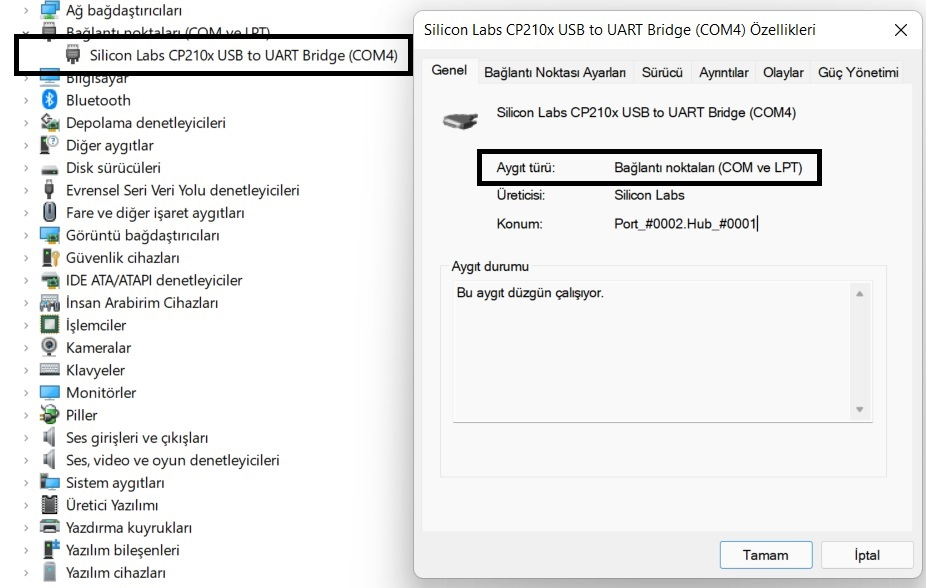 Ağ bağdaştırıcıları
Bağlantı noktaları (COM ve LPT)
Silicon Labs CP210x USB to UART Bridge (COM4)
Bilgisayar
Bluetooth
Depolama denetleyicileri
Diğer aygıtlar
Disk sürücüleri
Evrensel Seri Veri Yolu denetleyicileri
Fare ve diğer işaret aygıtları
Görüntü bağdaştırıcıları
Güvenlik cihazları
IDE ATA/ATAPI denetleyiciler
İnsan Arabirim Cihazları
İşlemciler
Kameralar
Klavyeler
Monitörler
Piller
Ses girişleri ve çıkışları
Ses, video ve oyun denetleyicileri
Sistem aygıtları
Üretici Yazılımı
Yazdırma kuyrukları
Yazılım bileşenleri
Yazılım cihazları
Silicon Labs CP210x USB to UART Bridge (COM4) Özellikleri
Genel Bağlantı Noktası Ayarları Sürücü Ayrıntılar Olaylar Güç Yönetimi
Silicon Labs CP210x USB to UART Bridge (COM4)
Aygıt türü: Bağlantı noktaları (COM ve LPT)
Üreticisi: Silicon Labs
Konum: Port_#0002.Hub_#0001
Aygıt durumu
Bu aygıt düzgün çalışıyor.
Tamam İptal